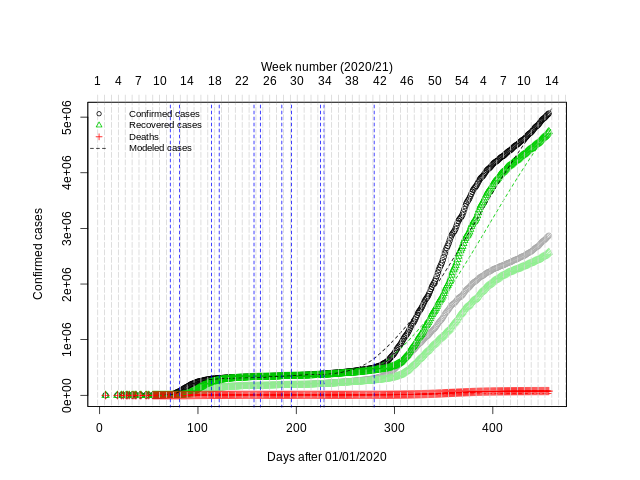 Week number (2020/21)
1 4 7 10 14 18 22 26 30 34 38 42 46 50 54 4 7 10 14
Confirmed cases
Recovered cases
Deaths
Modeled cases
Confirmed cases
0e+00 1e+06 2e+06 3e+06 4e+06 5e+06
0 100 200 300 400
Days after 01/01/2020